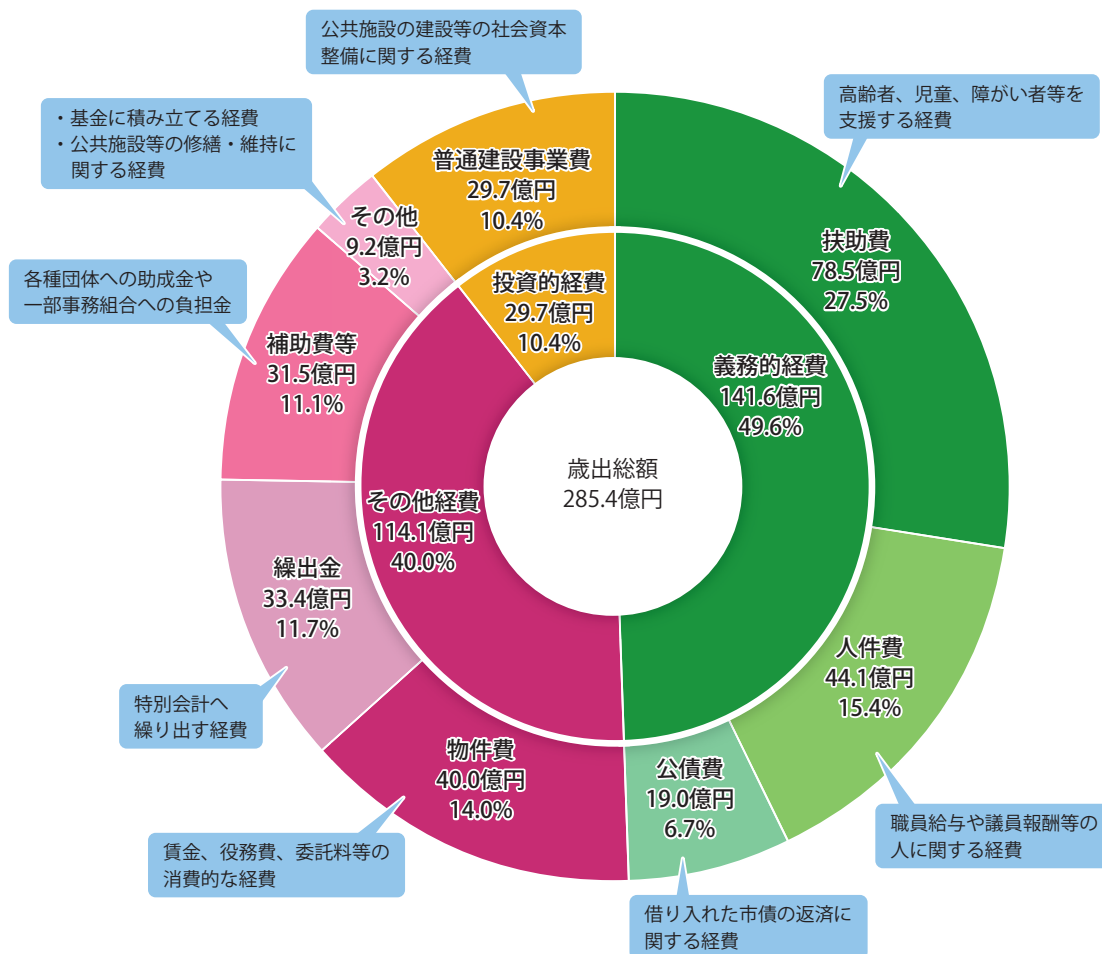 公共施設の建設等の社会資本
整備に関する経費
高齢者、児童、障がい者等を
支援する経費
・基金に積み立てる経費
・公共施設等の修繕・維持に
関する経費
各種団体への助成金や
一部事務組合への負担金
普通建設事業費
29.7億円
10.4%
その他
9.2億円
3.2%
扶助費
78.5億円
27.5%
投資的経費
29.7億円
10.4%
補助費等
31.5億円
11.1%
義務的経費
141.6億円
49.6%
歳出総額
285.4億円
その他経費
114.1億円
40.0%
繰出金
33.4億円
11.7%
人件費
44.1億円
15.4%
特別会計へ
繰り出す経費
物件費
40.0億円
14.0%
公債費
19.0億円
6.7%
賃金、役務費、委託料等の
消費的な経費
職員給与や議員報酬等の
人に関する経費
借り入れた市債の返済に
関する経費